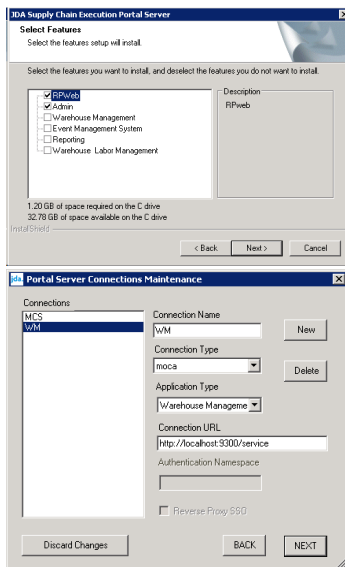 JDA Supply Chain Execution Portal Server
Select Features
Select the features setup will install.
Select the features you want to install, and deselect the features you do not want to install.
RPWeb
Admin
Warehouse Management
Event Management System
Reporting
Warehouse Labor Management
Description
RPweb
1.20 GB of space required on the C drive
32.78 GB of space available on the C drive
InstallShield
< Back
Next >
Cancel
jda. Portal Server Connections Maintenance
Connections
MCS
WM
Connection Name
WM
New
Connection Type
moca
Delete
Application Type
Warehouse Manageme
Connection URL
http://localhost:9300/service
Authentication Namespace
Reverse Proxy SSO
Discard Changes
BACK
NEXT